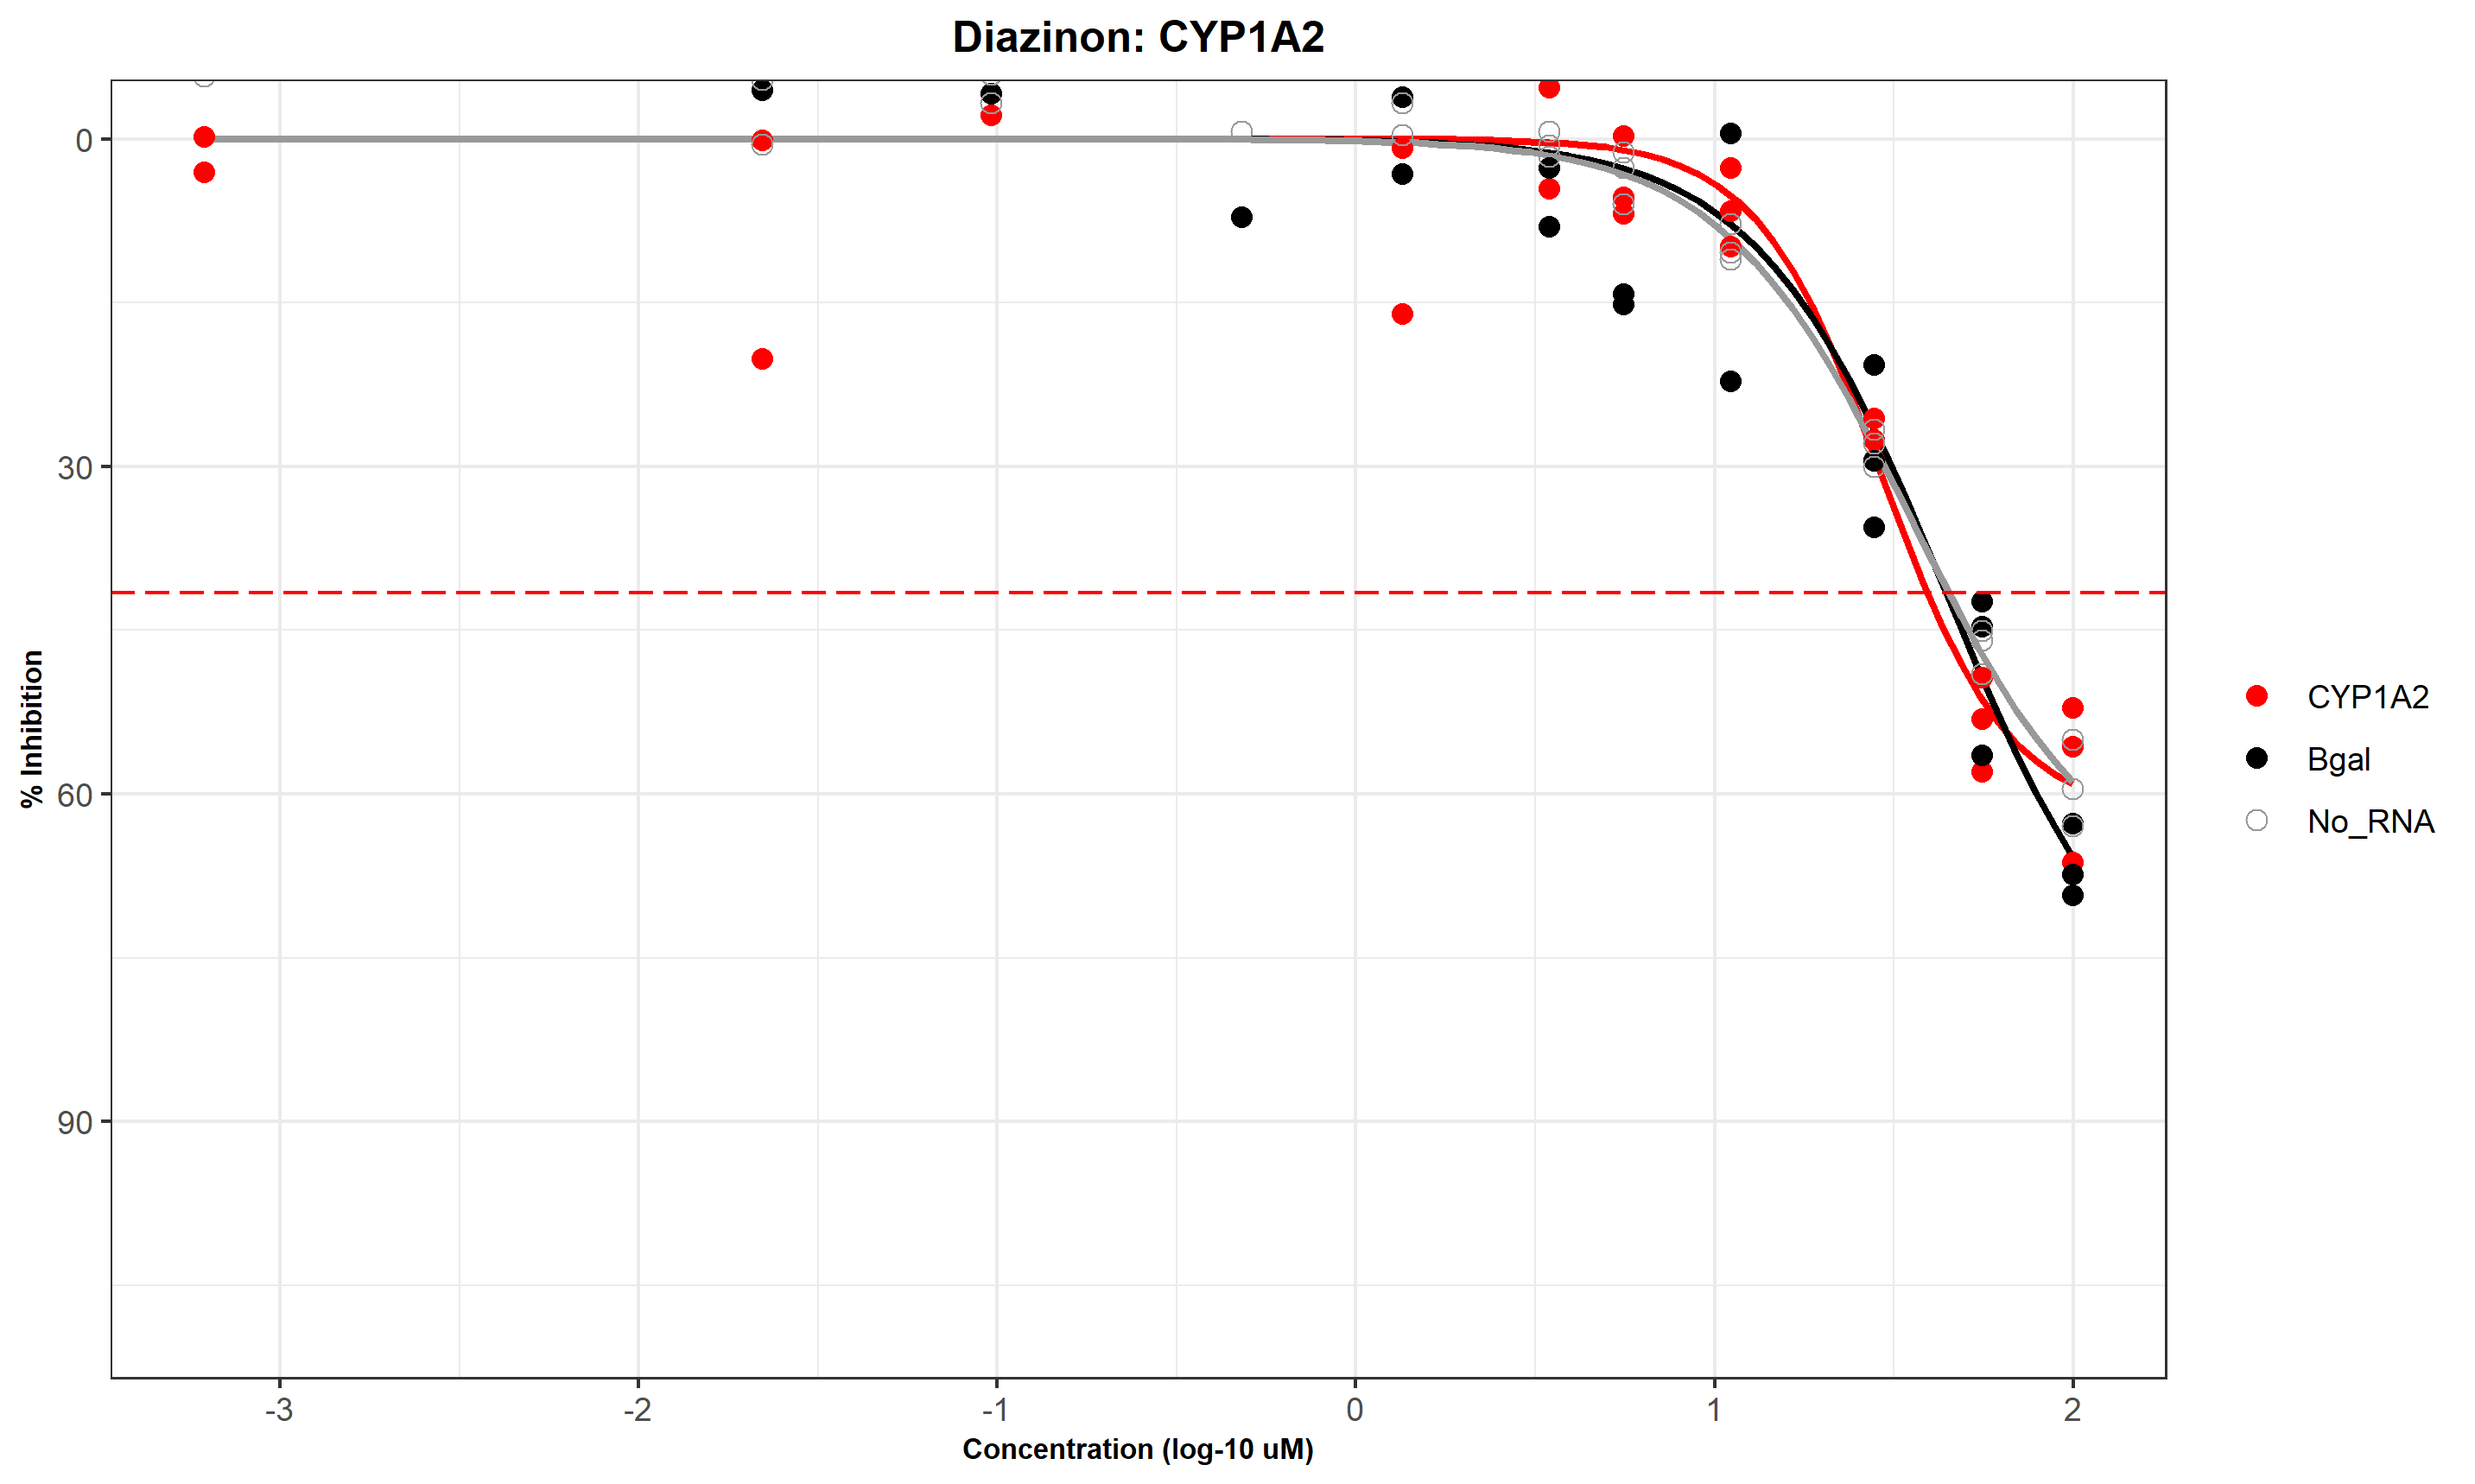 Diazinon: CYP1A2
% Inhibition
0
30
60
90
-3
-2
-1
0
1
2
Concentration (log-10 uM)
CYP1A2
Bgal
No_RNA